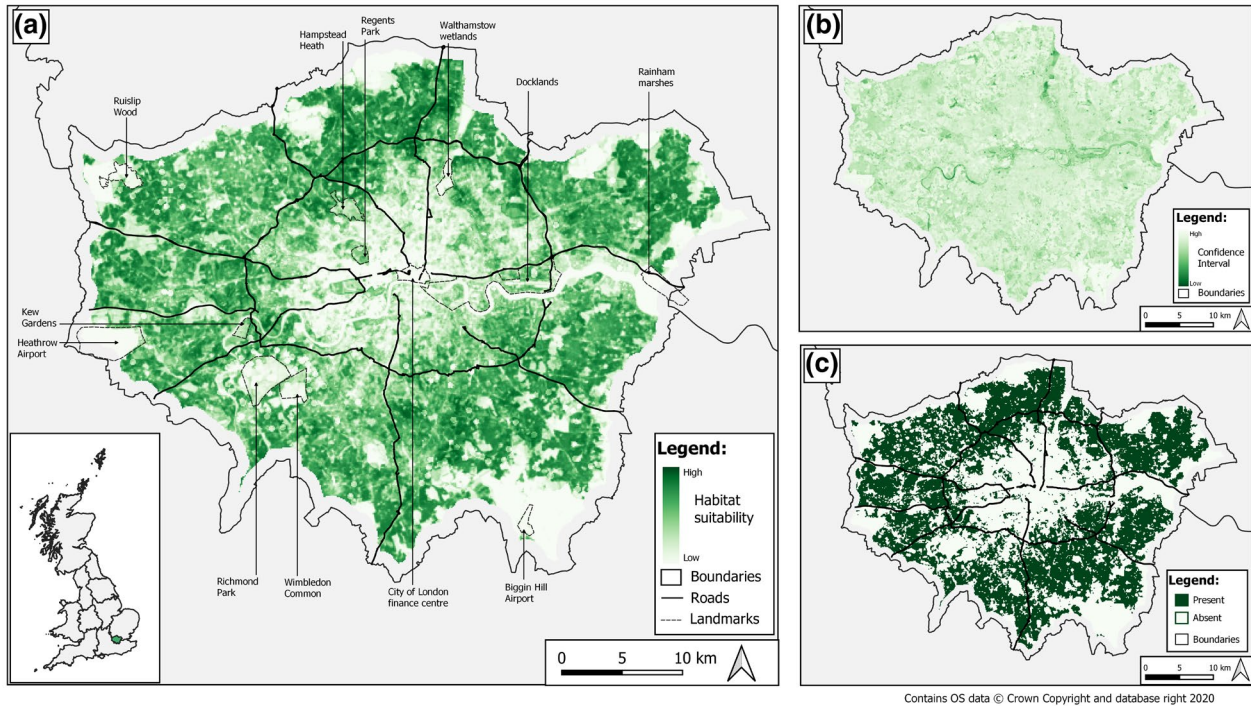 (a)
Regents
Park
Hampstead
Heath
Walthamstow
wetlands
Docklands
Rainham
marshes
Ruislip
Wood
Kew
Gardens
Heathrow
Airport
Richmond
Park
Wimbledon
Common
City of London
finance centre
Biggin Hill
Airport
Legend:
High
Habitat
suitability
Low
Boundaries
Roads
Landmarks
0 5 10 km
(b)
Legend:
High
Confidence
Interval
Low
Boundaries
0 5 10 km
(c)
Legend:
Present
Absent
Boundaries
0 5 10 km
Contains OS data © Crown Copyright and database right 2020